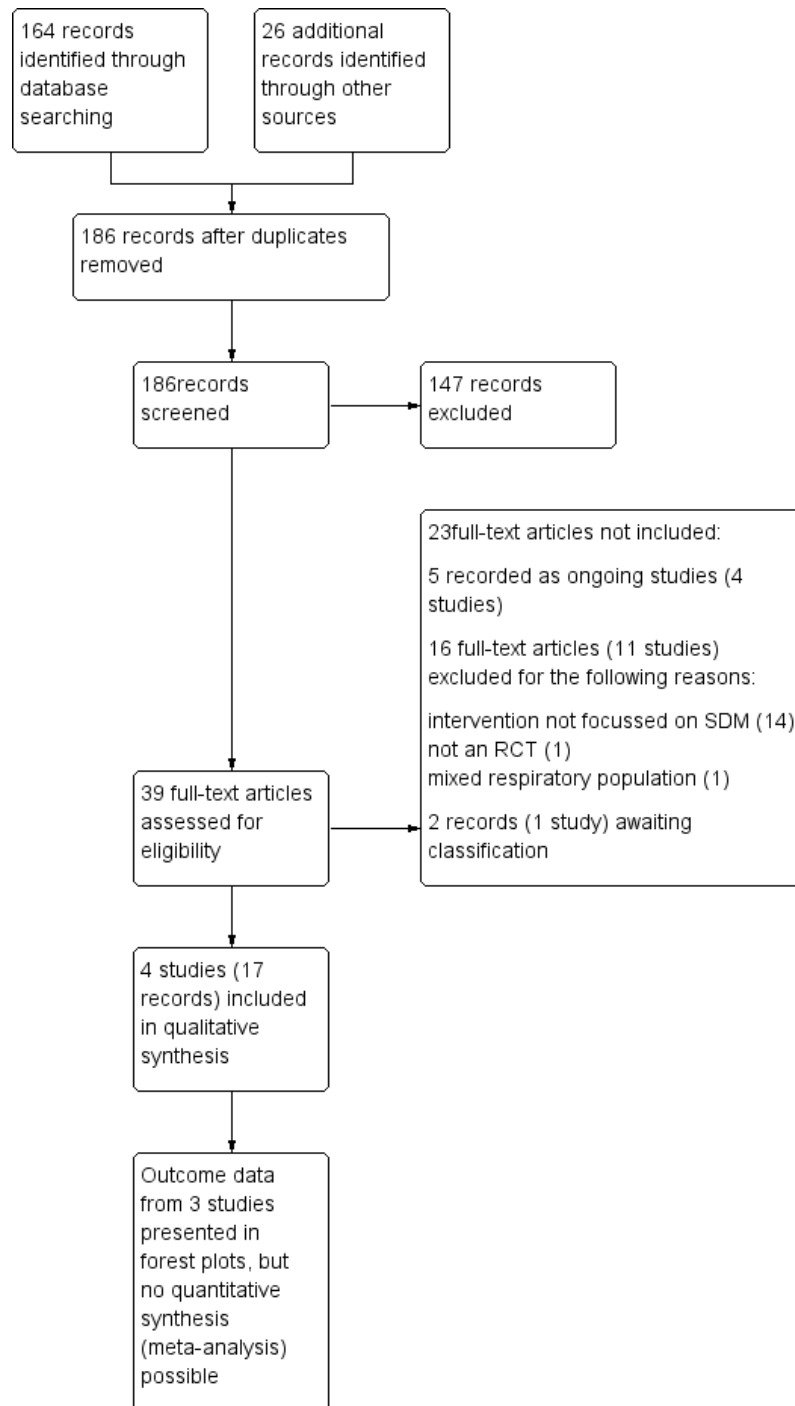 164 records
identified through
database
searching
26 additional
records identified
through other
sources
186 records after duplicates
removed
186records
screened
147 records
excluded
23full-text articles not included:
5 recorded as ongoing studies (4
studies)
16 full-text articles (11 studies)
excluded for the following reasons:
intervention not focussed on SDM (14)
not an RCT (1)
mixed respiratory population (1)
2 records (1 study) awaiting
classification
39 full-text articles
assessed for
eligibility
4 studies (17
records) included
in qualitative
synthesis
Outcome data
from 3 studies
presented in
forest plots, but
no quantitative
synthesis
(meta-analysis)
possible